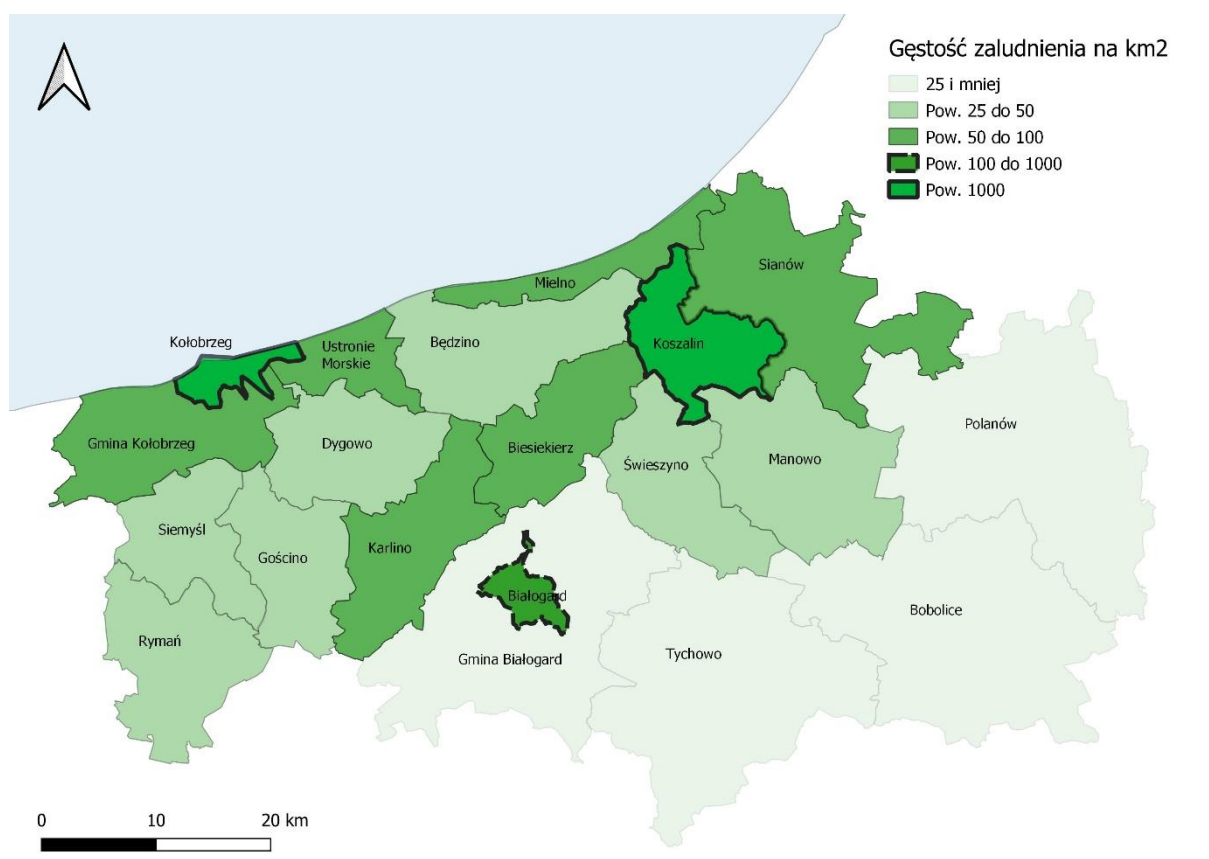 Gęstość zaludnienia na km2
25 i mniej
Pow. 25 do 50
Pow. 50 do 100
Pow. 100 do 1000
Pow. 1000
Sianów
Mielno
Kołobrzeg
Ustronie
Morskie
Będzino
Koszalin
Polanów
Gmina Kołobrzeg
Dygowo
Biesiekierz
Świeszyno
Manowo
Siemyśl
Gościno
Karlino
Białogard
Bobolice
Rymań
Gmina Białogard
Tychowo
0 10 20 km